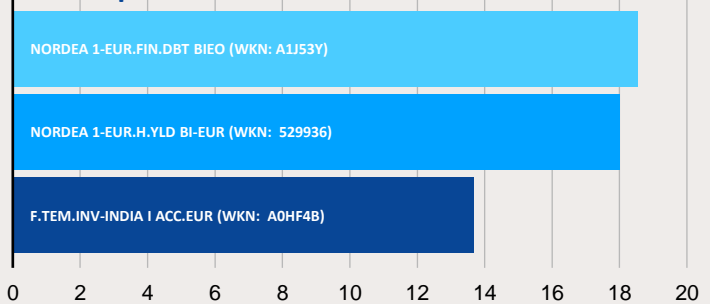 NORDEA 1-EUR.FIN.DBT BIEO (WKN: A1J53Y)
NORDEA 1-EUR.H.YLD BI-EUR (WKN:  529936)
F.TEM.INV-INDIA I ACC.EUR (WKN:  A0HF4B)
0 2 4 6 8 10 12 14 16 18 20